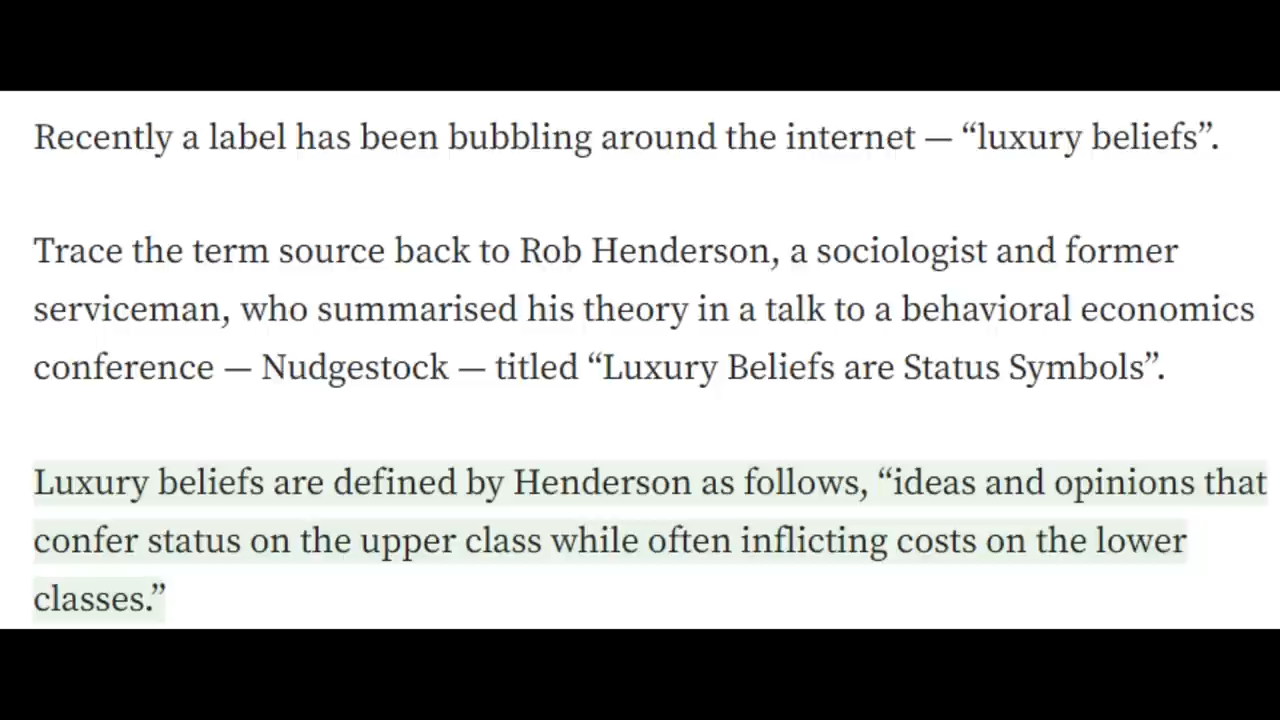 Recently a label has been bubbling around the internet — “luxury beliefs”.
Trace the term source back to Rob Henderson, a sociologist and former
serviceman, who summarised his theory in a talk to a behavioral economics
conference — Nudgestock — titled “Luxury Beliefs are Status Symbols”.
Luxury beliefs are defined by Henderson as follows, “ideas and opinions that
confer status on the upper class while often inflicting costs on the lower
classes.”